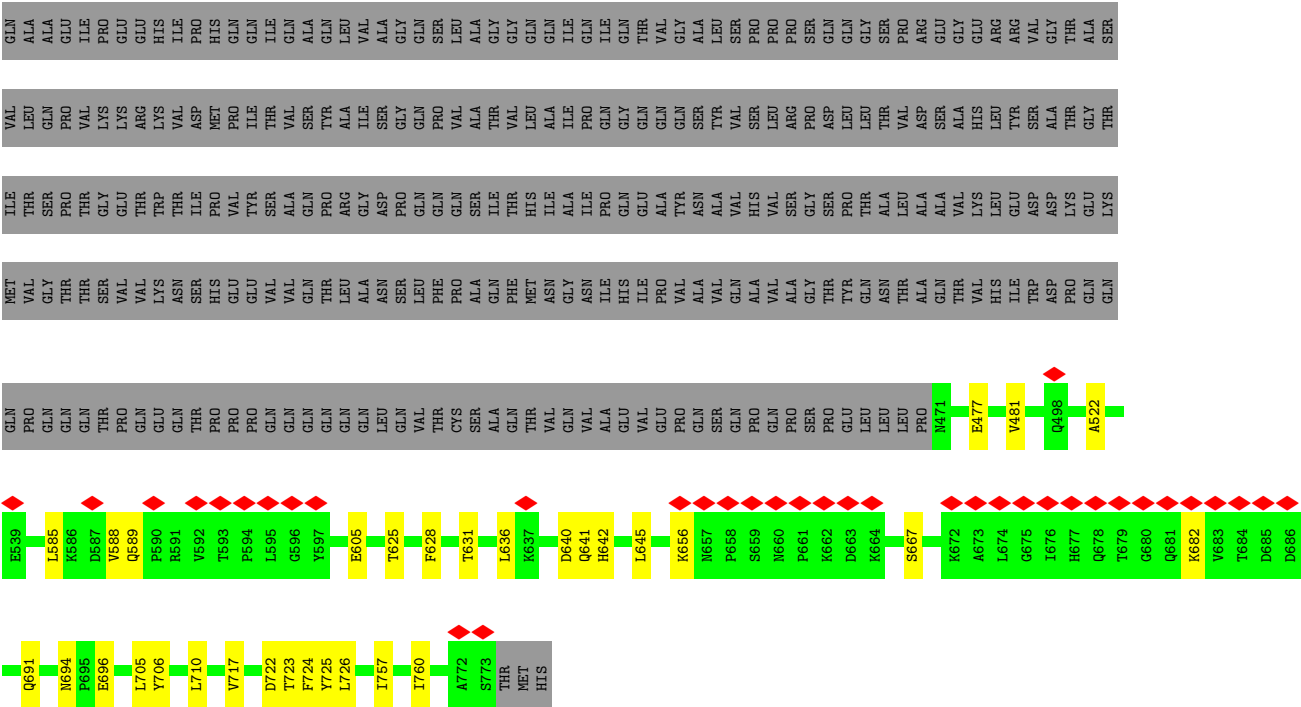 GLN ALA ALA GLU ILE PRO GLU GLU HIS ILE PRO HIS GLN GLN ILE GLN ALA GLN LEU VAL ALA GLY GLN SER LEU ALA GLY GLY GLN GLN ILE GLN ILE GLN THR VAL GLY ALA LEU SER PRO PRO PRO SER GLN GLN GLY SER PRO ARG GLU GLY GLU ARG ARG VAL GLY THR ALA SER
VAL LEU GLN PRO VAL LYS LYS ARG LYS VAL ASP MET PRO ILE THR VAL SER TYR ALA ILE SER GLY GLN PRO VAL ALA THR VAL LEU ALA ILE PRO GLN GLY GLN GLN GLN SER TYR VAL SER LEU ARG PRO ASP LEU LEU THR VAL ASP SER ALA HIS LEU TYR SER ALA THR GLY THR
ILE THR SER PRO THR GLY GLU THR TRP THR ILE PRO VAL TYR SER ALA GLN PRO ARG GLY ASP PRO GLN GLN GLN SER ILE THR HIS ILE ALA ILE PRO GLN GLU ALA TYR ASN ALA VAL HIS VAL SER GLY SER PRO THR ALA LEU ALA ALA VAL LYS LEU GLU ASP ASP LYS GLU LYS
MET VAL GLY THR THR SER VAL VAL LYS ASN SER HIS GLU GLU VAL VAL GLN THR LEU ALA ASN SER LEU PHE PRO ALA GLN PHE MET ASN GLY ASN ILE HIS ILE PRO VAL ALA VAL GLN ALA VAL ALA GLY THR TYR GLN ASN THR ALA GLN THR VAL HIS ILE TRP ASP PRO GLN GLN
GLN PRO GLN GLN GLN THR PRO GLN GLU GLN THR PRO PRO PRO GLN GLN GLN GLN GLN GLN LEU GLN VAL THR CYS SER ALA GLN THR VAL GLN VAL ALA GLU VAL GLU PRO GLN SER GLN PRO GLN PRO SER PRO GLU LEU LEU LEU PRO N471 E477 V481 Q498 A522
E539 L585 K586 D587 V588 Q589 P590 R591 V592 T593 P594 L595 G596 Y597 E605 T625 F628 T631 L636 K637 D640 Q641 H642 L645 K656 N657 P658 S659 N660 P661 K662 D663 K664 S667 K672 A673 L674 G675 I676 H677 Q678 T679 G680 Q681 K682 V683 T684 D685 D686
Q691 N694 P695 E696 L705 Y706 L710 V717 D722 T723 F724 Y725 L726 I757 I760 A772 S773 THR MET HIS